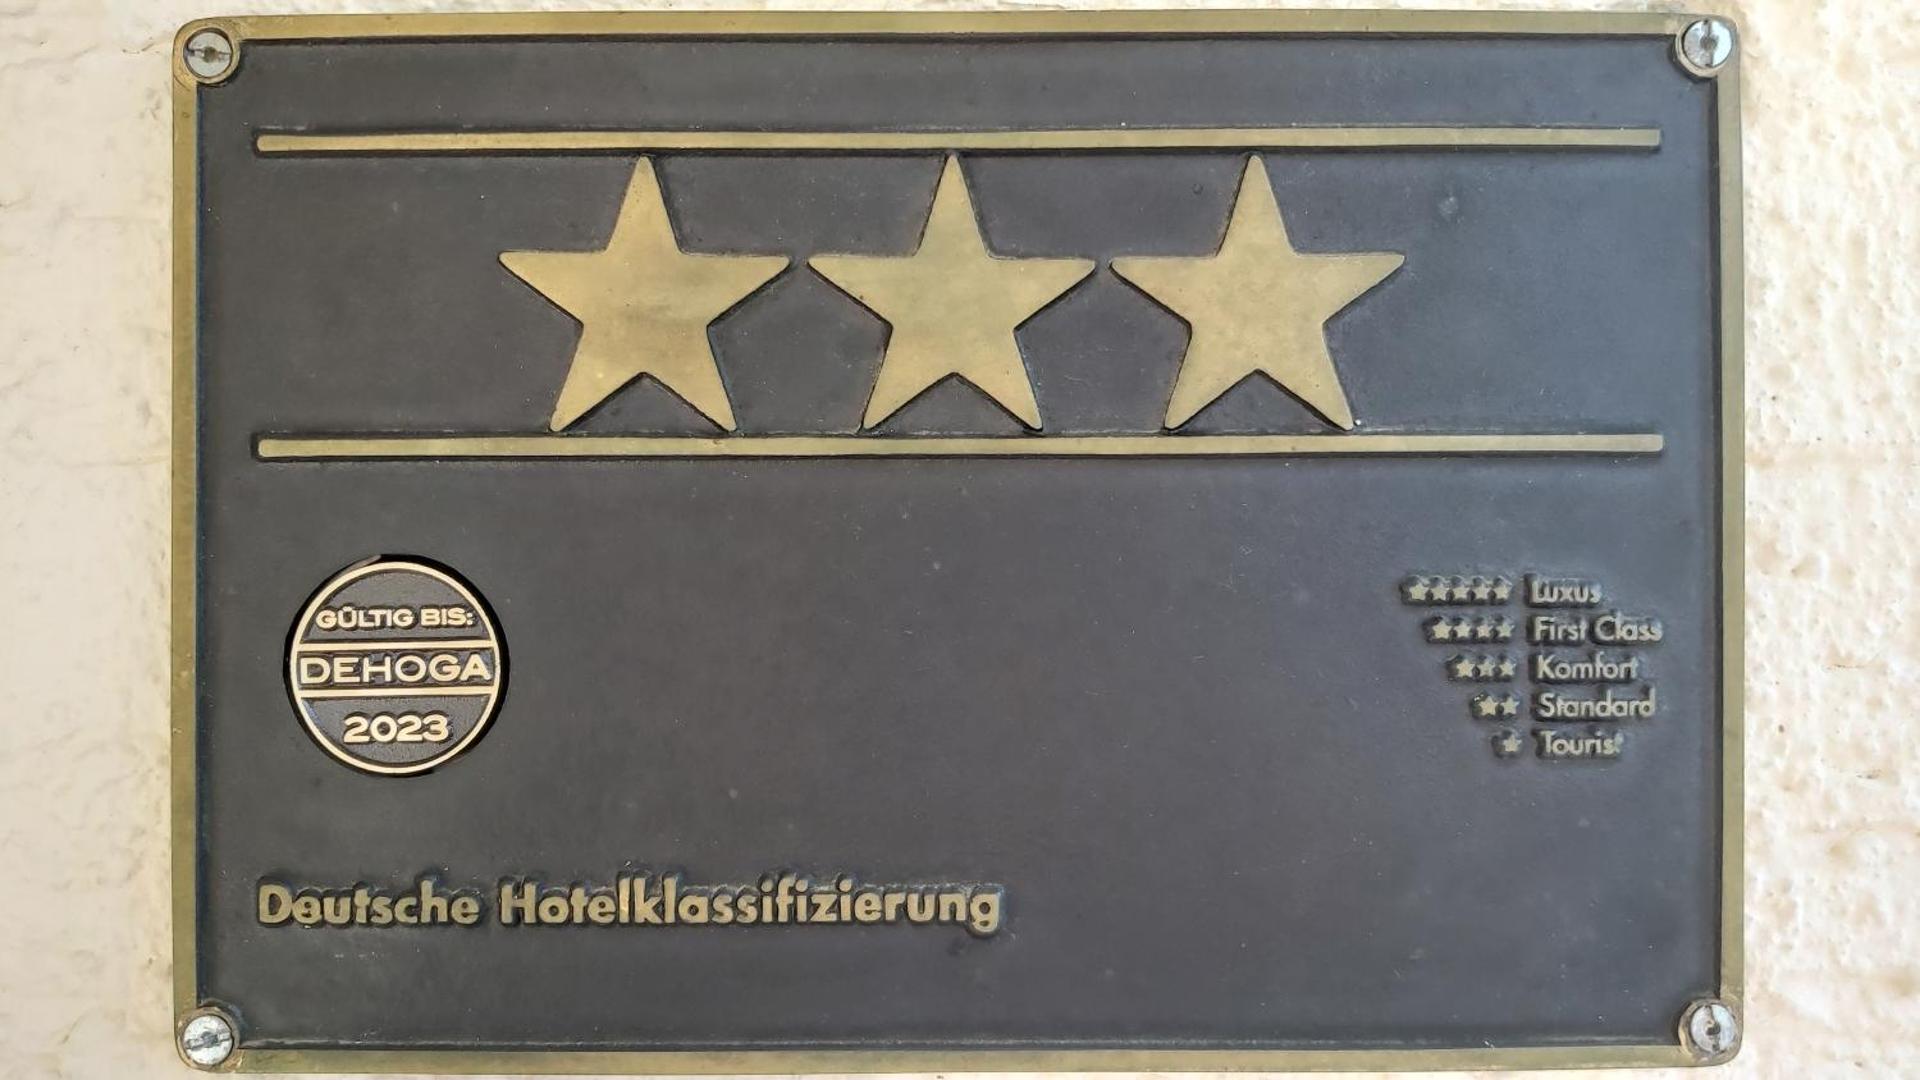 GÜLTIG BIS:
DEHOGA
2023
Luxus
First Class
Komfort
Standard
Tourist
Deutsche Hotelklassifizierung